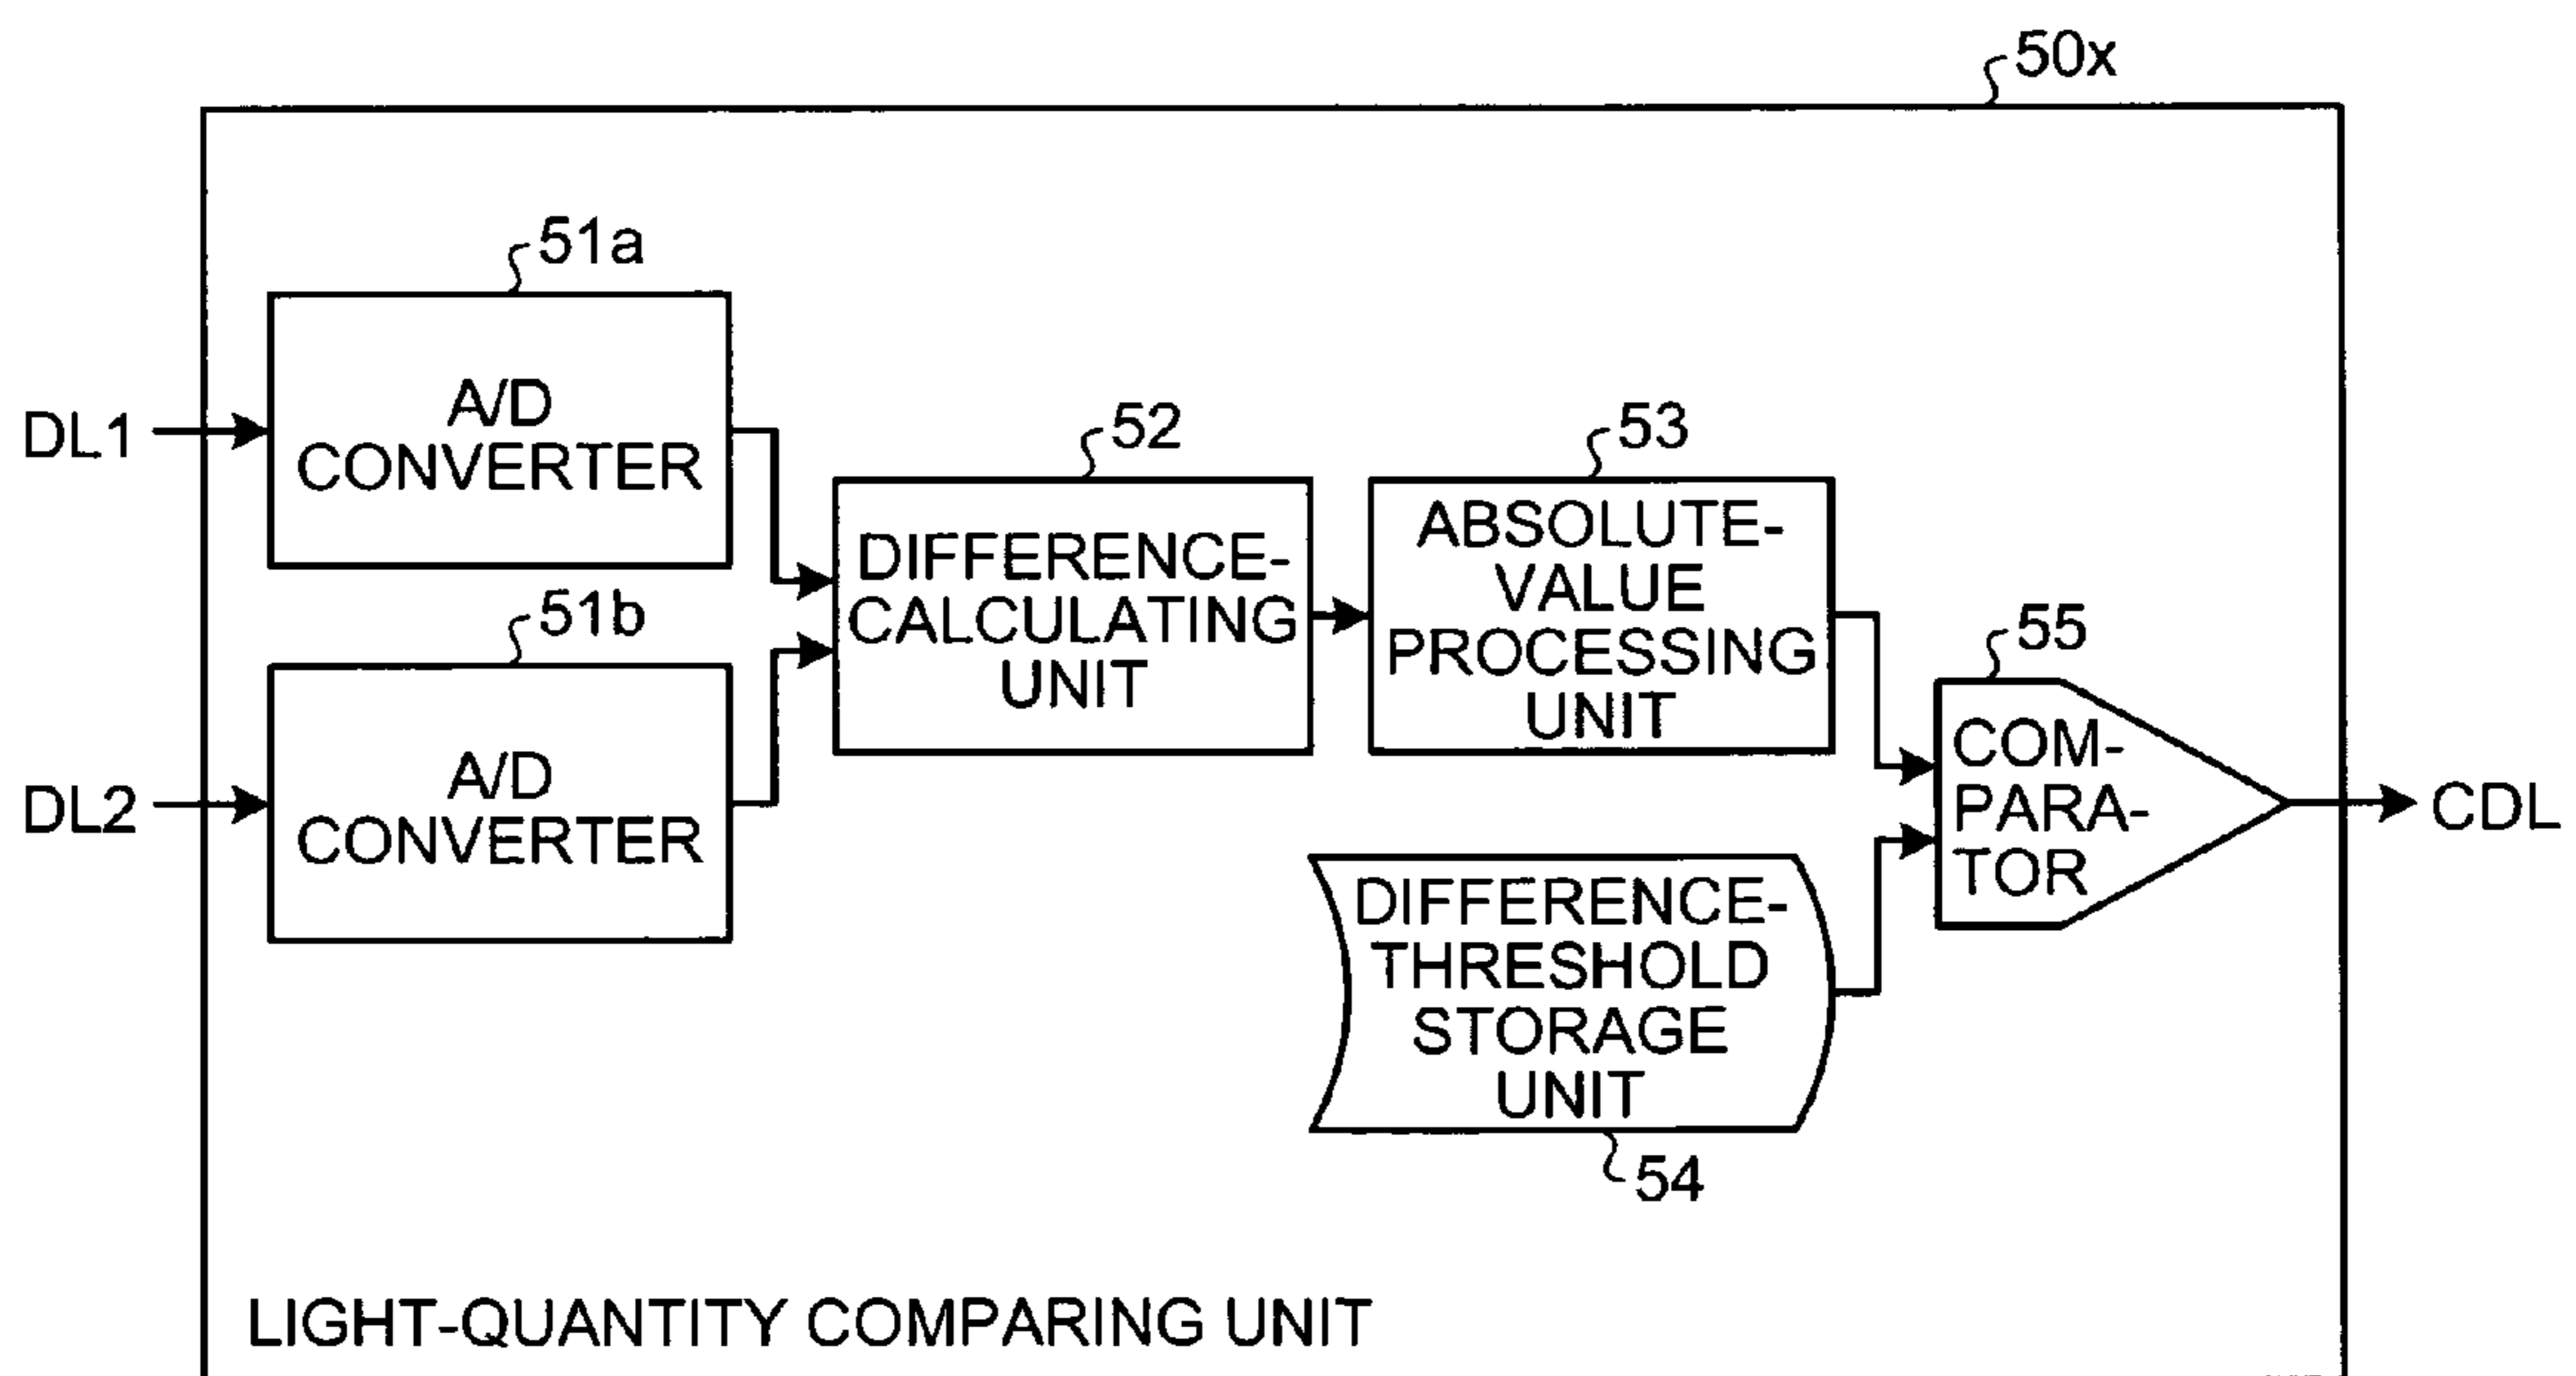 50x
51a
A/D
CONVERTER
DL1
52
DIFFERENCE-
CALCULATING
UNIT
53
ABSOLUTE-
VALUE
PROCESSING
UNIT
51b
A/D
CONVERTER
DL2
55
COM-
PARA-
TOR
CDL
DIFFERENCE-
THRESHOLD
STORAGE
UNIT
54
LIGHT-QUANTITY COMPARING UNIT